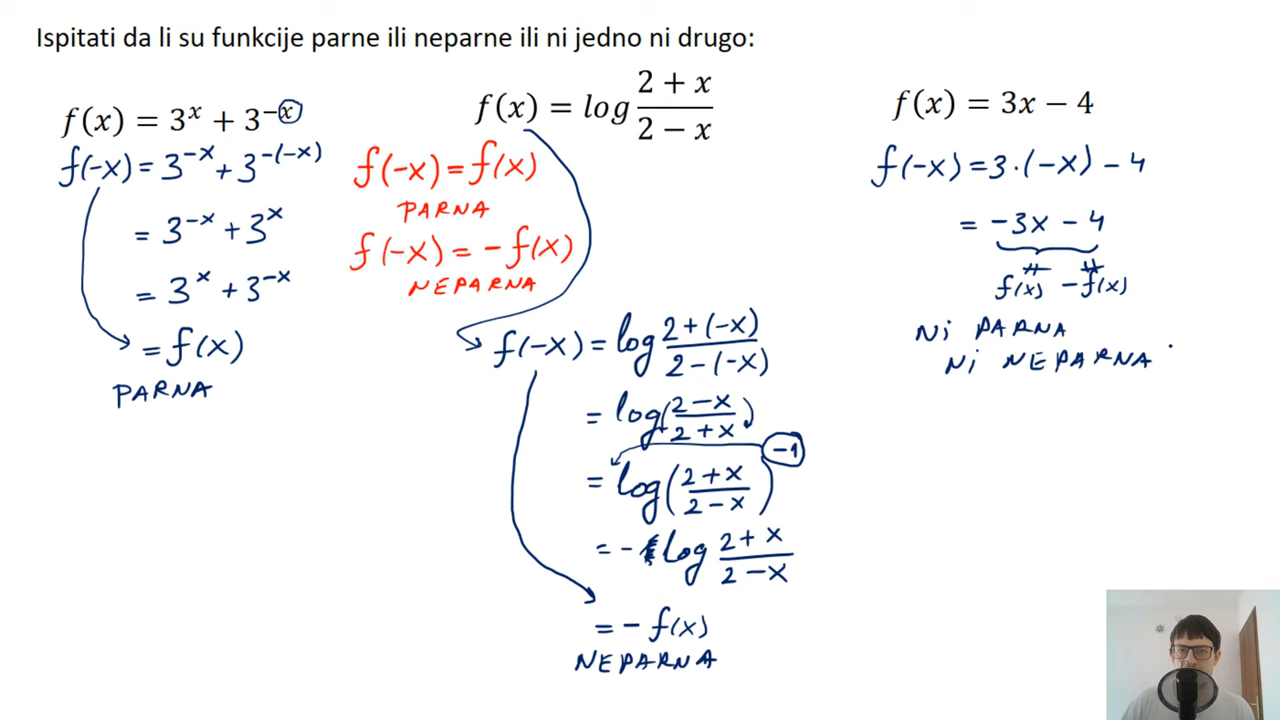 Ispitati da li su funkcije parne ili neparne ili ni jedno ni drugo:
f(x) = 3^x + 3^{-x}
f(-x) = 3^{-x} + 3^{-(-x)}
= 3^{-x} + 3^x
= 3^x + 3^{-x}
= f(x)
PARNA
f(-x) = f(x)
PARNA
f(-x) = - f(x)
NEPARNA
f(x) = log (2 + x)/(2 − x)
f(-x) = log (2+(-x))/(2-(-x))
= log((2-x)/(2+x))
= log((2+x)/(2-x))^{-1}
= - log (2+x)/(2-x)
= - f(x)
NEPARNA
f(x) = 3x − 4
f(-x) = 3·(-x) - 4
= -3x - 4
≠ ≠
f(x) -f(x)
Ni PARNA
Ni NEPARNA